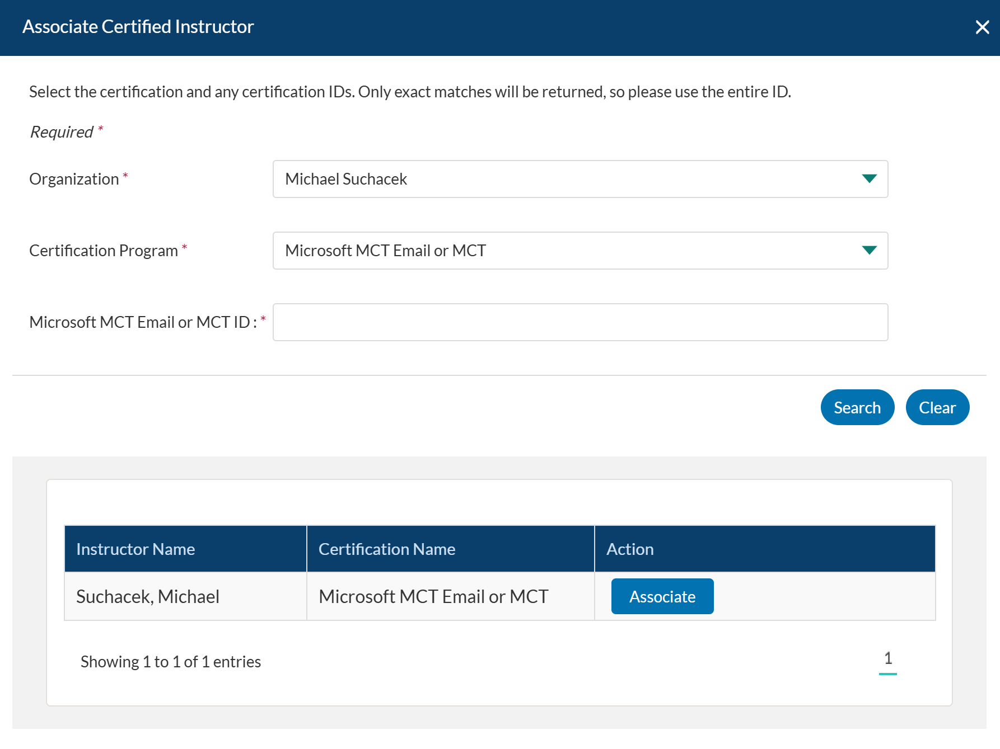 Associate Certified Instructor
Select the certification and any certification IDs. Only exact matches will be returned, so please use the entire ID.
Required *
Organization * Michael Suchacek
Certification Program * Microsoft MCT Email or MCT
Microsoft MCT Email or MCT ID : *
Search Clear
Instructor Name Certification Name Action
Suchacek, Michael Microsoft MCT Email or MCT Associate
Showing 1 to 1 of 1 entries 1